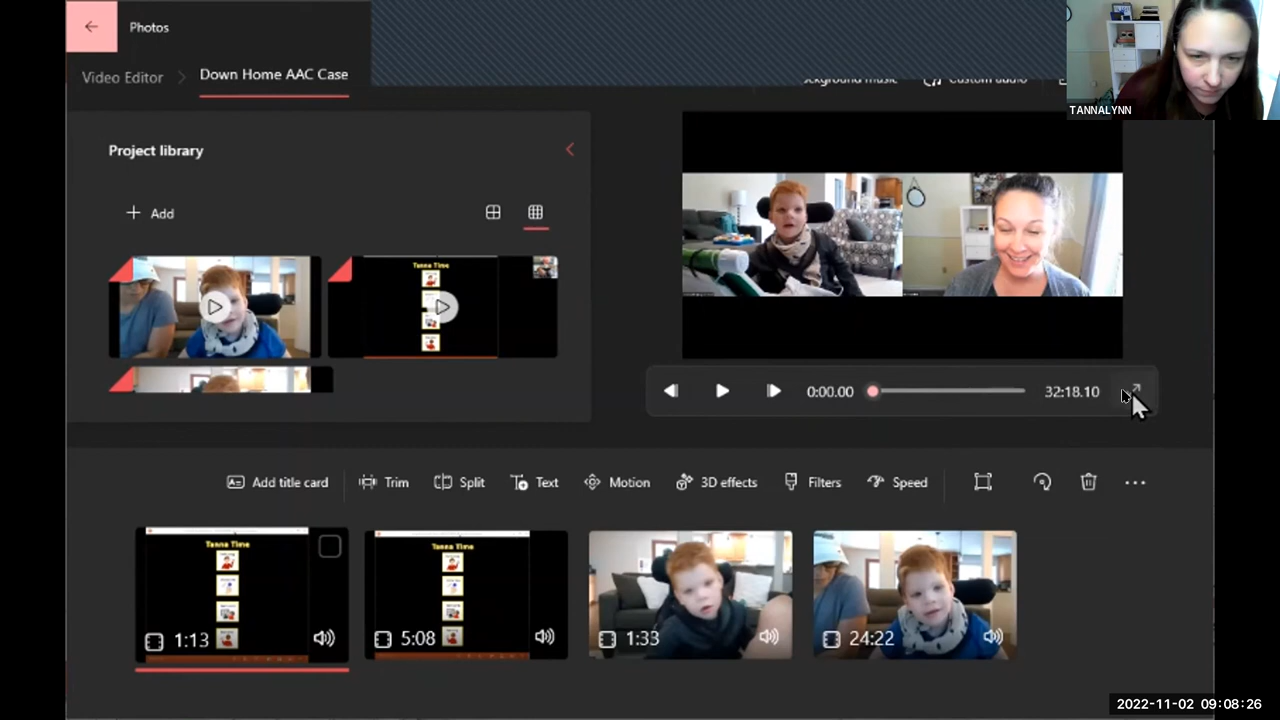 Photos
Video Editor
Down Home AAC Case
Custom audio
TANNALYNN
Project library
Add
Tanna Time
0:00.00
32:18.10
Add title card
Trim
Split
Text
Motion
3D effects
Filters
Speed
Tanna Time
Tanna Time
1:13
5:08
1:33
24:22
2022-11-02 09:08:26